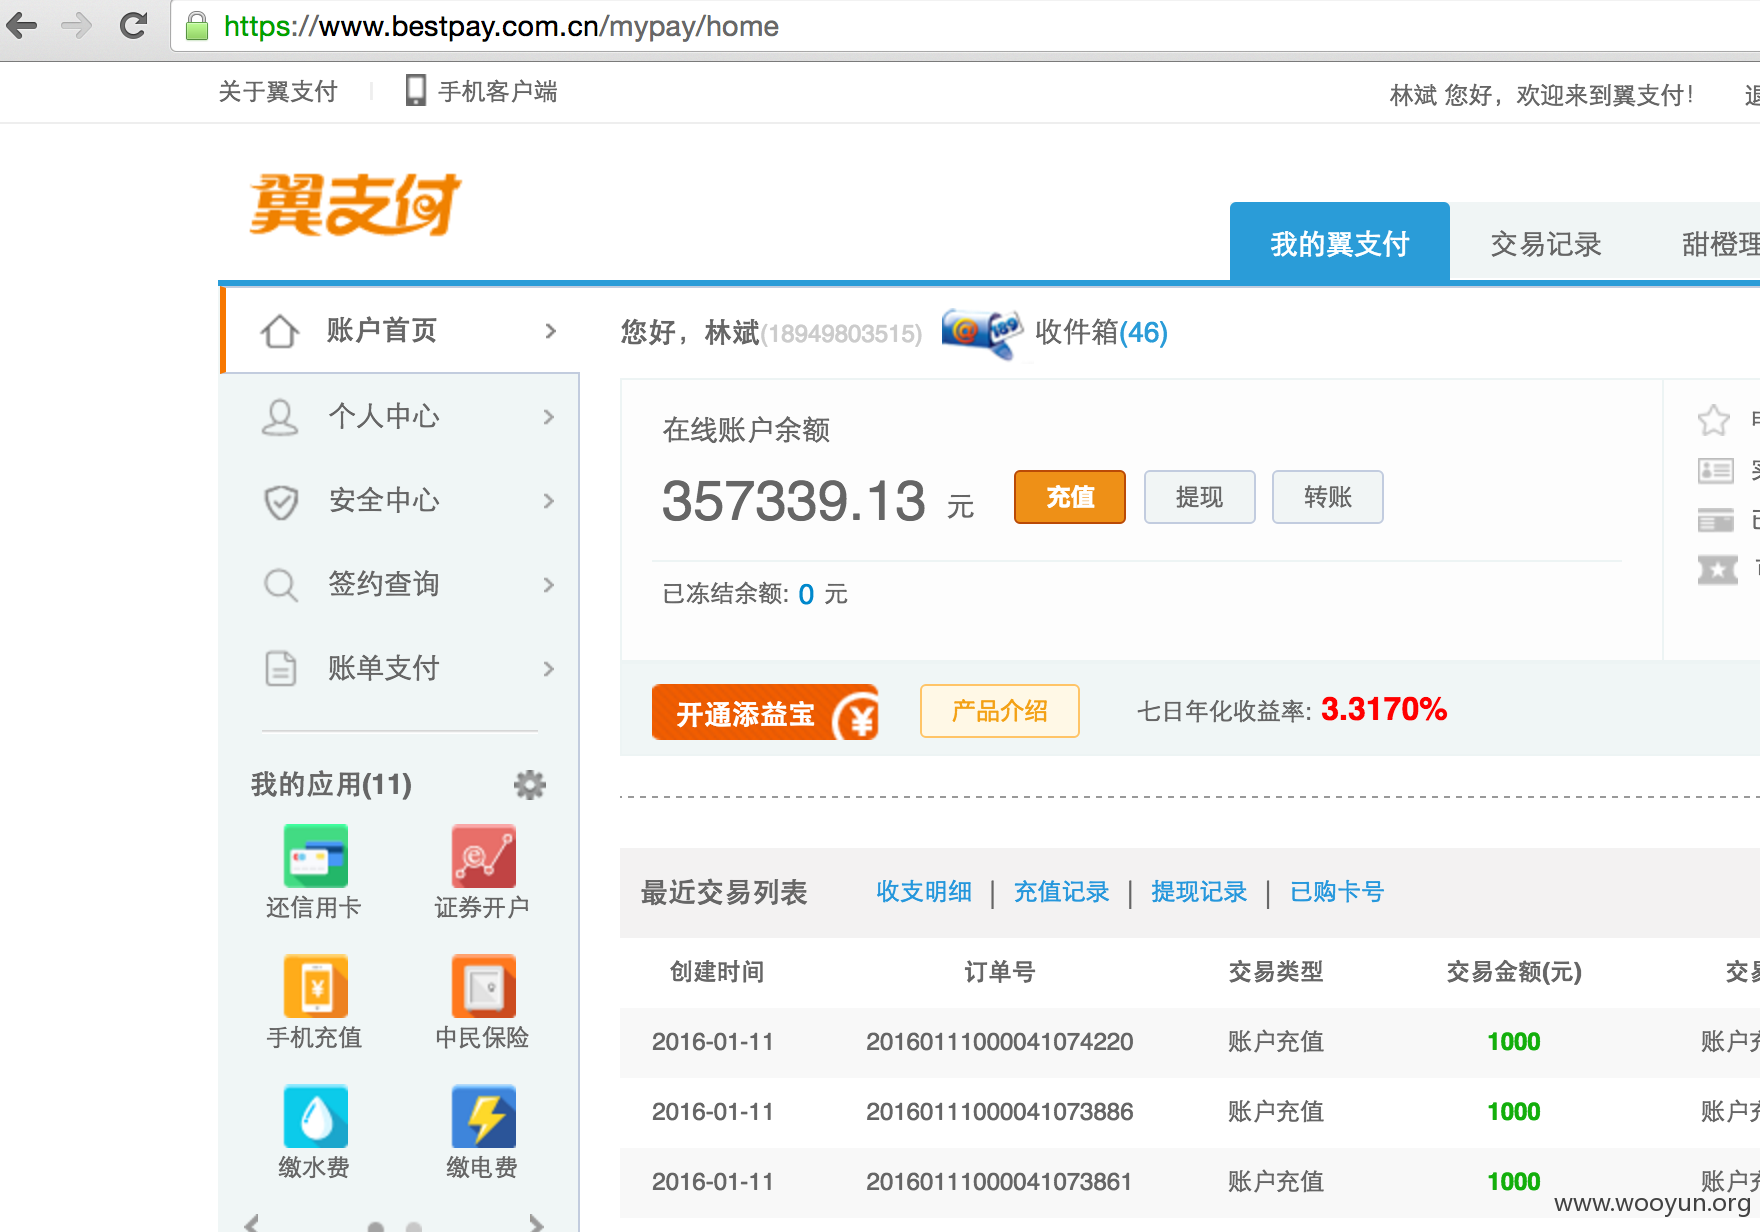 https://www.bestpay.com.cn/mypay/home
关于翼支付 | 手机客户端
林斌 您好，欢迎来到翼支付！
翼支付
我的翼支付 交易记录 甜橙理
账户首页
您好，林斌(18949803515) 收件箱(46)
个人中心
安全中心
签约查询
账单支付
在线账户余额
357339.13 元 充值 提现 转账
已冻结余额: 0 元
开通添益宝 产品介绍 七日年化收益率: 3.3170%
我的应用(11)
还信用卡 证券开户
手机充值 中民保险
缴水费 缴电费
最近交易列表 收支明细 | 充值记录 | 提现记录 | 已购卡号
创建时间 订单号 交易类型 交易金额(元) 交易
2016-01-11 20160111000041074220 账户充值 1000 账户充
2016-01-11 20160111000041073886 账户充值 1000 账户充
2016-01-11 20160111000041073861 账户充值 1000 账户充
www.wooyun.org